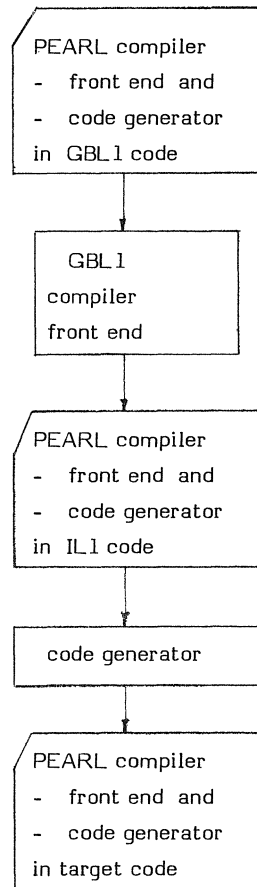 PEARL compiler
- front end and
- code generator
in GBL1 code
GBL1
compiler
front end
PEARL compiler
- front end and
- code generator
in IL1 code
code generator
PEARL compiler
- front end and
- code generator
in target code